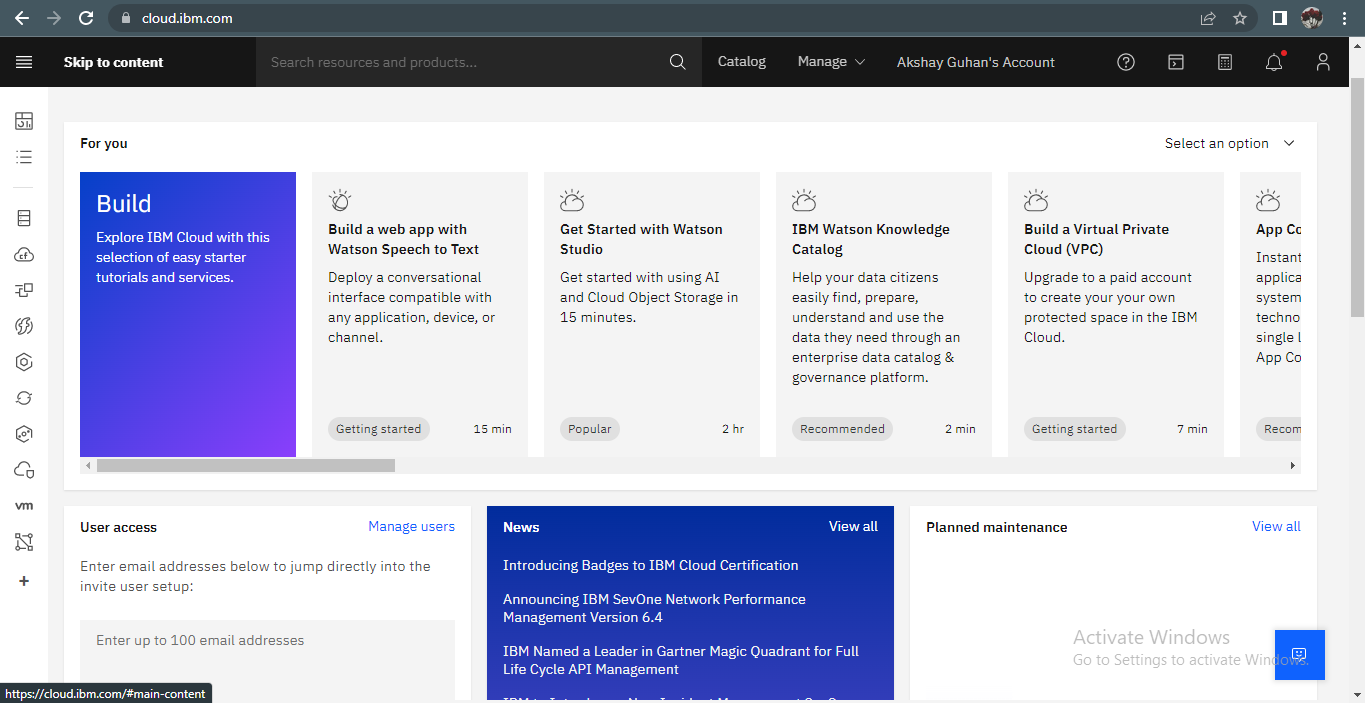 cloud.ibm.com
Skip to content
Search resources and products...
Catalog
Manage
Akshay Guhan's Account
For you
Select an option
Build
Explore IBM Cloud with this
selection of easy starter
tutorials and services.
Build a web app with
Watson Speech to Text
Deploy a conversational
interface compatible with
any application, device, or
channel.
Getting started
15 min
Get Started with Watson
Studio
Get started with using AI
and Cloud Object Storage in
15 minutes.
Popular
2 hr
IBM Watson Knowledge
Catalog
Help your data citizens
easily find, prepare,
understand and use the
data they need through an
enterprise data catalog &
governance platform.
Recommended
2 min
Build a Virtual Private
Cloud (VPC)
Upgrade to a paid account
to create your your own
protected space in the IBM
Cloud.
Getting started
7 min
App Co
Instant
applica
system
techno
single l
App Co
Recom
vm
User access
Manage users
Enter email addresses below to jump directly into the
invite user setup:
Enter up to 100 email addresses
News
View all
Introducing Badges to IBM Cloud Certification
Announcing IBM SevOne Network Performance
Management Version 6.4
IBM Named a Leader in Gartner Magic Quadrant for Full
Life Cycle API Management
Planned maintenance
View all
Activate Windows
Go to Settings to activate Windows.
https://cloud.ibm.com/#main-content